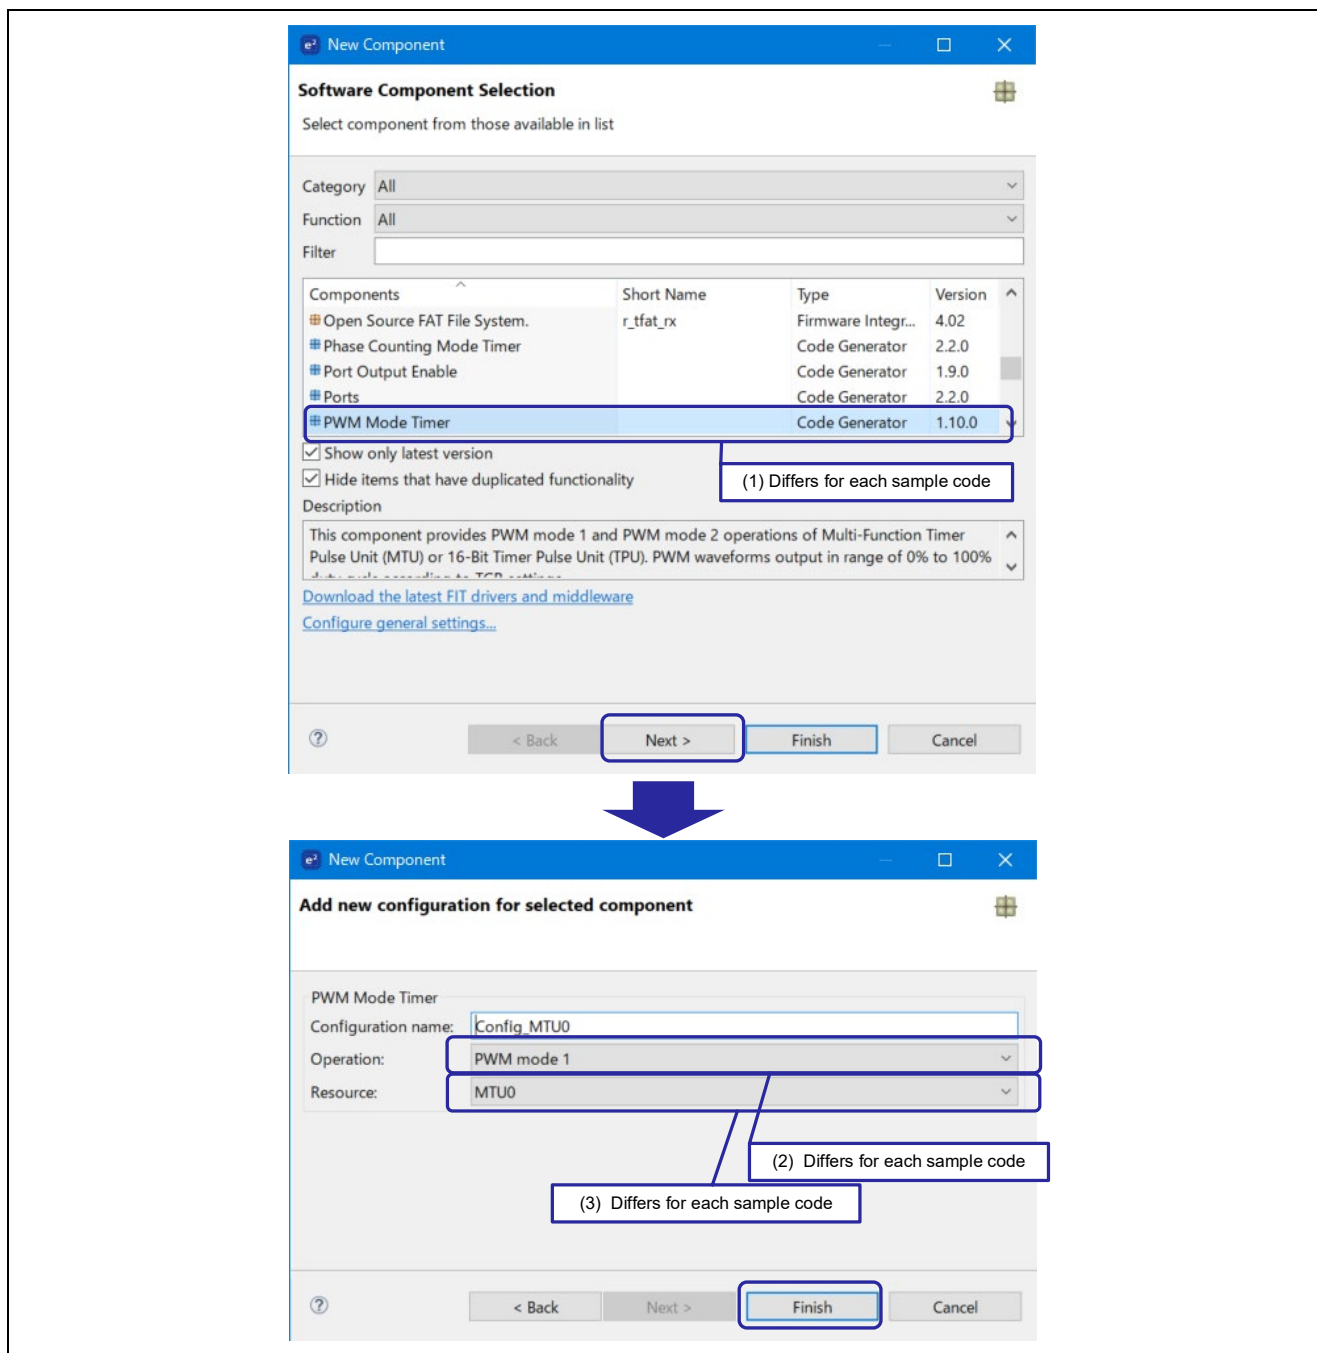 e² New Component
Software Component Selection
Select component from those available in list
Category All
Function All
Filter
Components Short Name Type Version
Open Source FAT File System. r_tfat_rx Firmware Integr... 4.02
Phase Counting Mode Timer Code Generator 2.2.0
Port Output Enable Code Generator 1.9.0
Ports Code Generator 2.2.0
PWM Mode Timer Code Generator 1.10.0
Show only latest version
Hide items that have duplicated functionality
(1) Differs for each sample code
Description
This component provides PWM mode 1 and PWM mode 2 operations of Multi-Function Timer
Pulse Unit (MTU) or 16-Bit Timer Pulse Unit (TPU). PWM waveforms output in range of 0% to 100%
duty cycle according to TGR settings
Download the latest FIT drivers and middleware
Configure general settings...
? < Back Next > Finish Cancel
e² New Component
Add new configuration for selected component
PWM Mode Timer
Configuration name: Config_MTU0
Operation: PWM mode 1
Resource: MTU0
(2) Differs for each sample code
(3) Differs for each sample code
? < Back Next > Finish Cancel